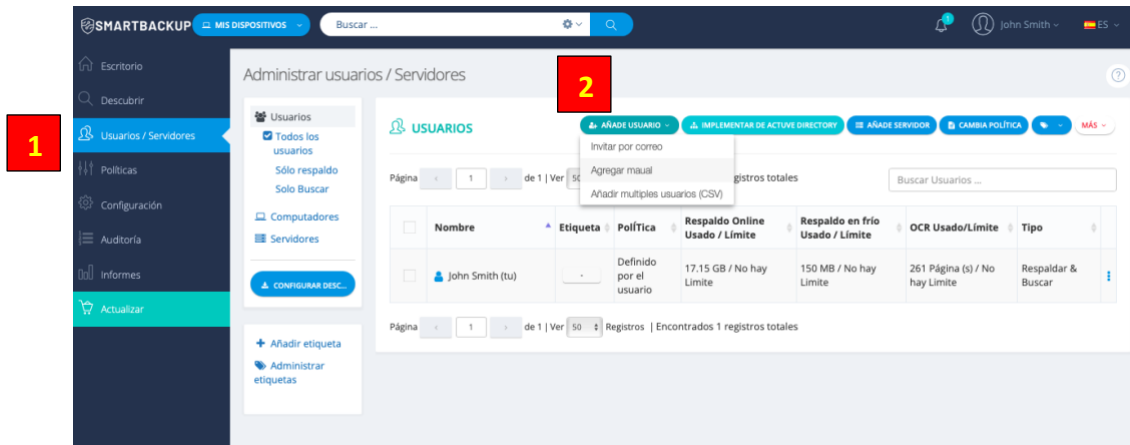 SMARTBACKUP MIS DISPOSITIVOS Buscar ... 1 John Smith ES
Escritorio
Descubrir
1
Usuarios / Servidores
Políticas
Configuración
Auditoría
Informes
Actualizar
Administrar usuarios / Servidores
2
?
Usuarios
Todos los
usuarios
Sólo respaldo
Solo Buscar
Computadores
Servidores
CONFIGURAR DESC...
Añadir etiqueta
Administrar
etiquetas
USUARIOS
AÑADE USUARIO IMPLEMENTAR DE ACTUVE DIRECTORY AÑADE SERVIDOR CAMBIA POLÍTICA MÁS
Invitar por correo
Agregar maual
Añadir multiples usuarios (CSV)
Página 1 de 1 | Ver 50 gistros totales Buscar Usuarios ...
Nombre Etiqueta PolÍTica Respaldo Online
Usado / Límite Respaldo en frío
Usado / Límite OCR Usado/Límite Tipo
John Smith (tu) - Definido
por el
usuario 17.15 GB / No hay
Limite 150 MB / No hay
Limite 261 Página (s) / No
hay Limite Respaldar &
Buscar
Página 1 de 1 | Ver 50 Registros | Encontrados 1 registros totales